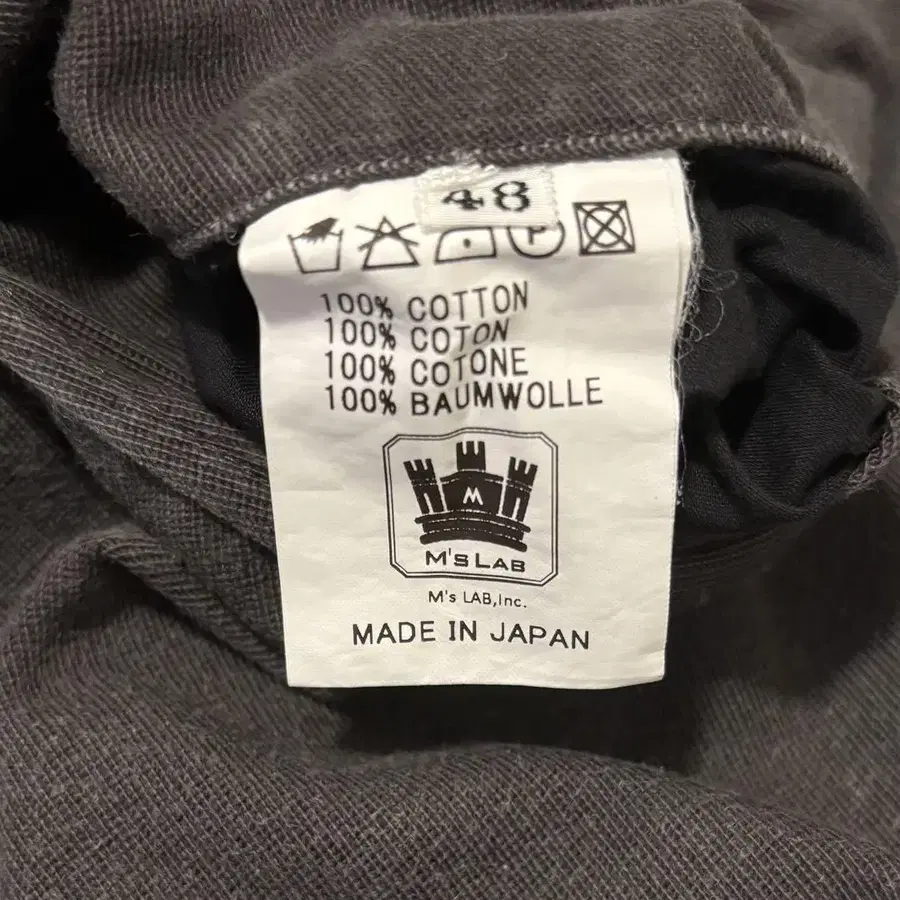 48
P
100% COTTON
100% COTON
100% COTONE
100% BAUMWOLLE
M
M'S LAB
M's LAB,Inc.
MADE IN JAPAN